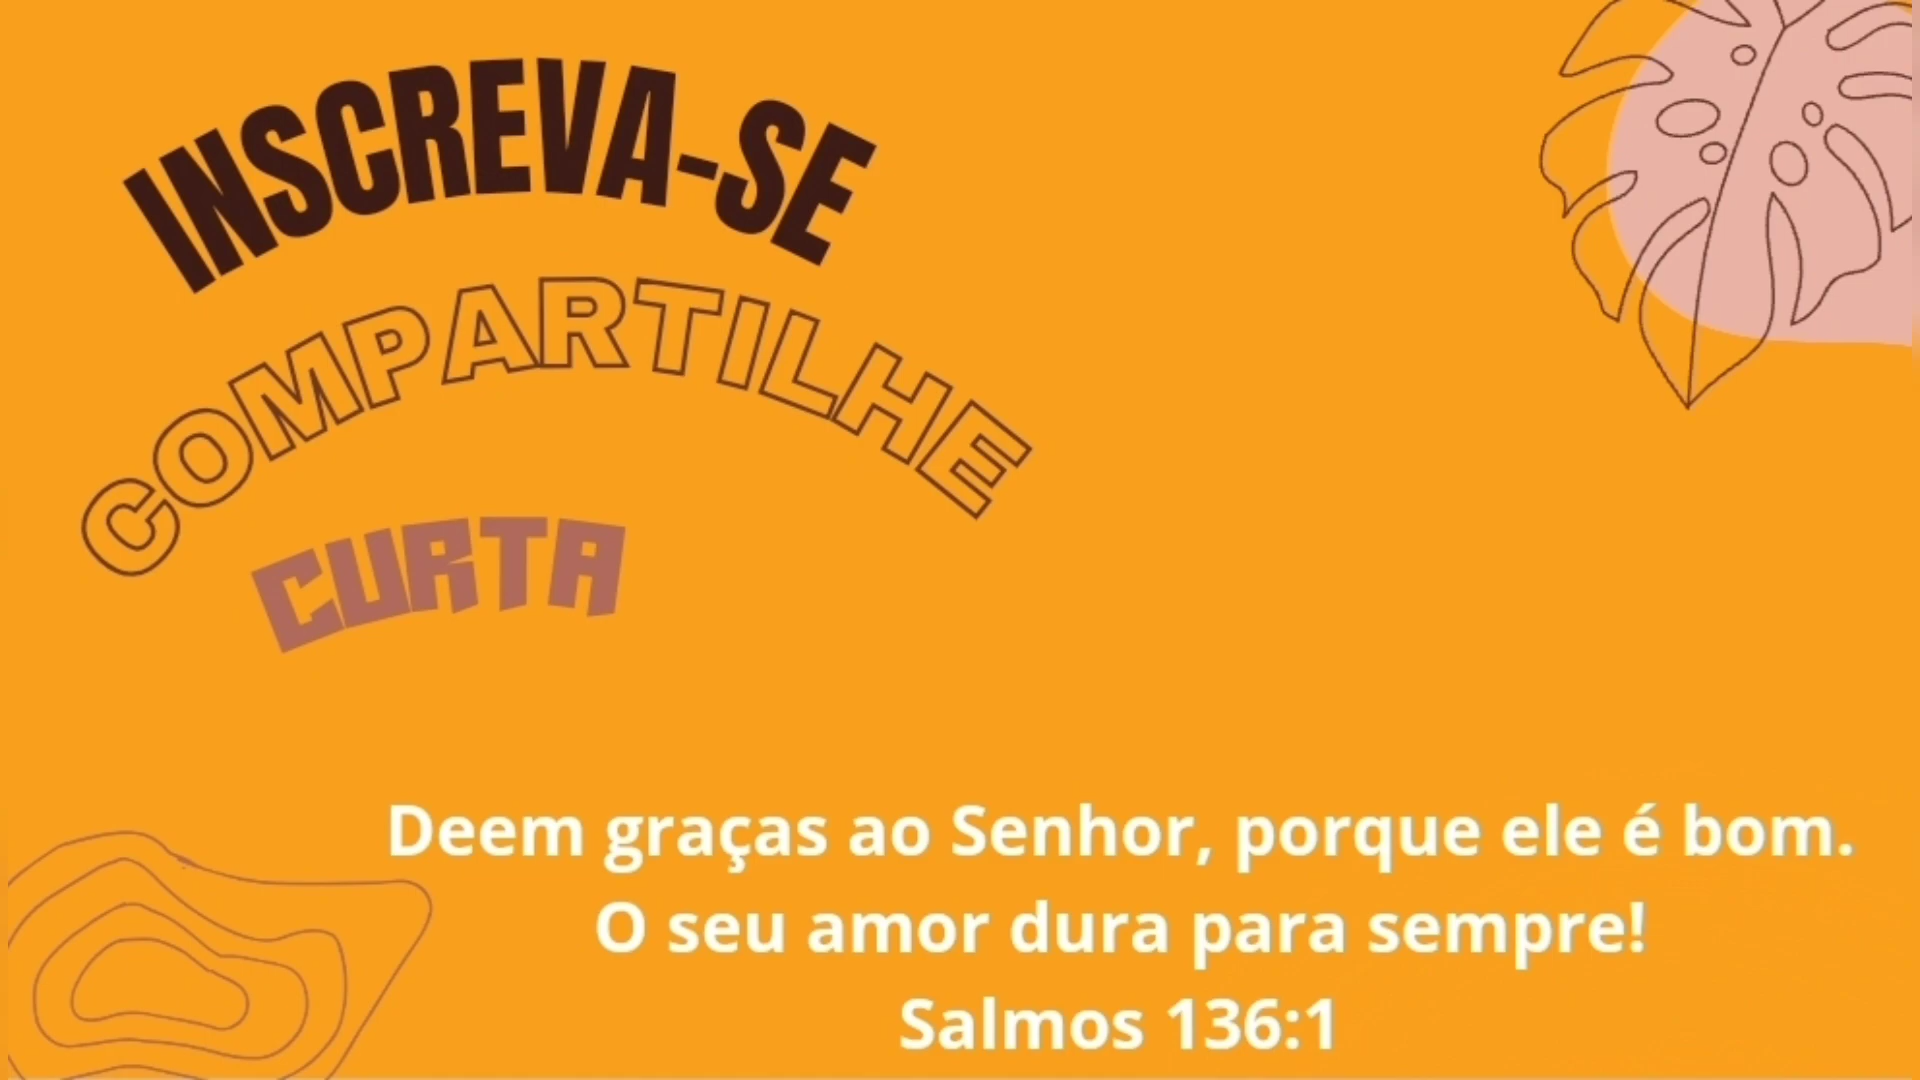 INSCREVA-SE
COMPARTILHE
CURTA
Deem graças ao Senhor, porque ele é bom.
O seu amor dura para sempre!
Salmos 136:1